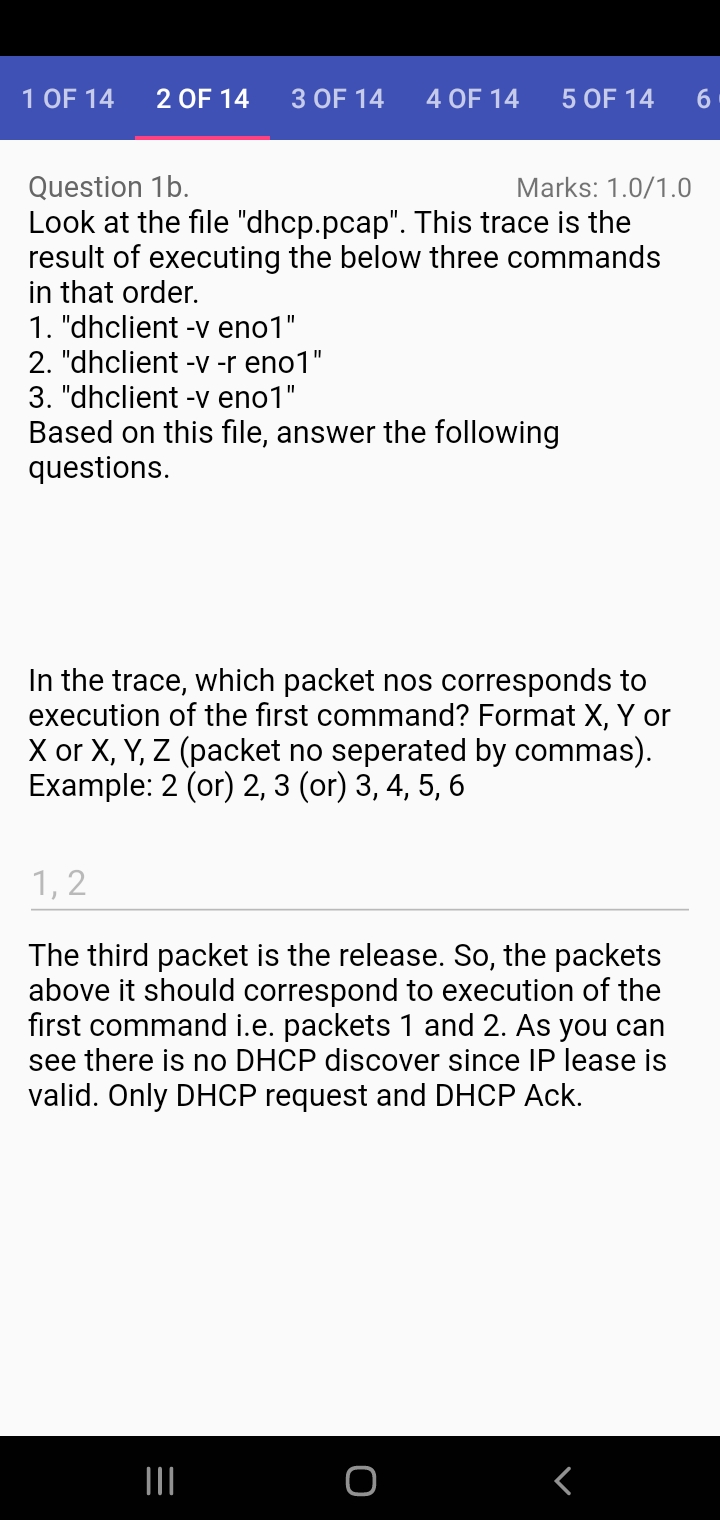 1 OF 14 2 OF 14 3 OF 14 4 OF 14 5 OF 14 6
Question 1b. Marks: 1.0/1.0
Look at the file "dhcp.pcap". This trace is the
result of executing the below three commands
in that order.
1. "dhclient -v eno1"
2. "dhclient -v -r eno1"
3. "dhclient -v eno1"
Based on this file, answer the following
questions.
In the trace, which packet nos corresponds to
execution of the first command? Format X, Y or
X or X, Y, Z (packet no seperated by commas).
Example: 2 (or) 2, 3 (or) 3, 4, 5, 6
1, 2
The third packet is the release. So, the packets
above it should correspond to execution of the
first command i.e. packets 1 and 2. As you can
see there is no DHCP discover since IP lease is
valid. Only DHCP request and DHCP Ack.